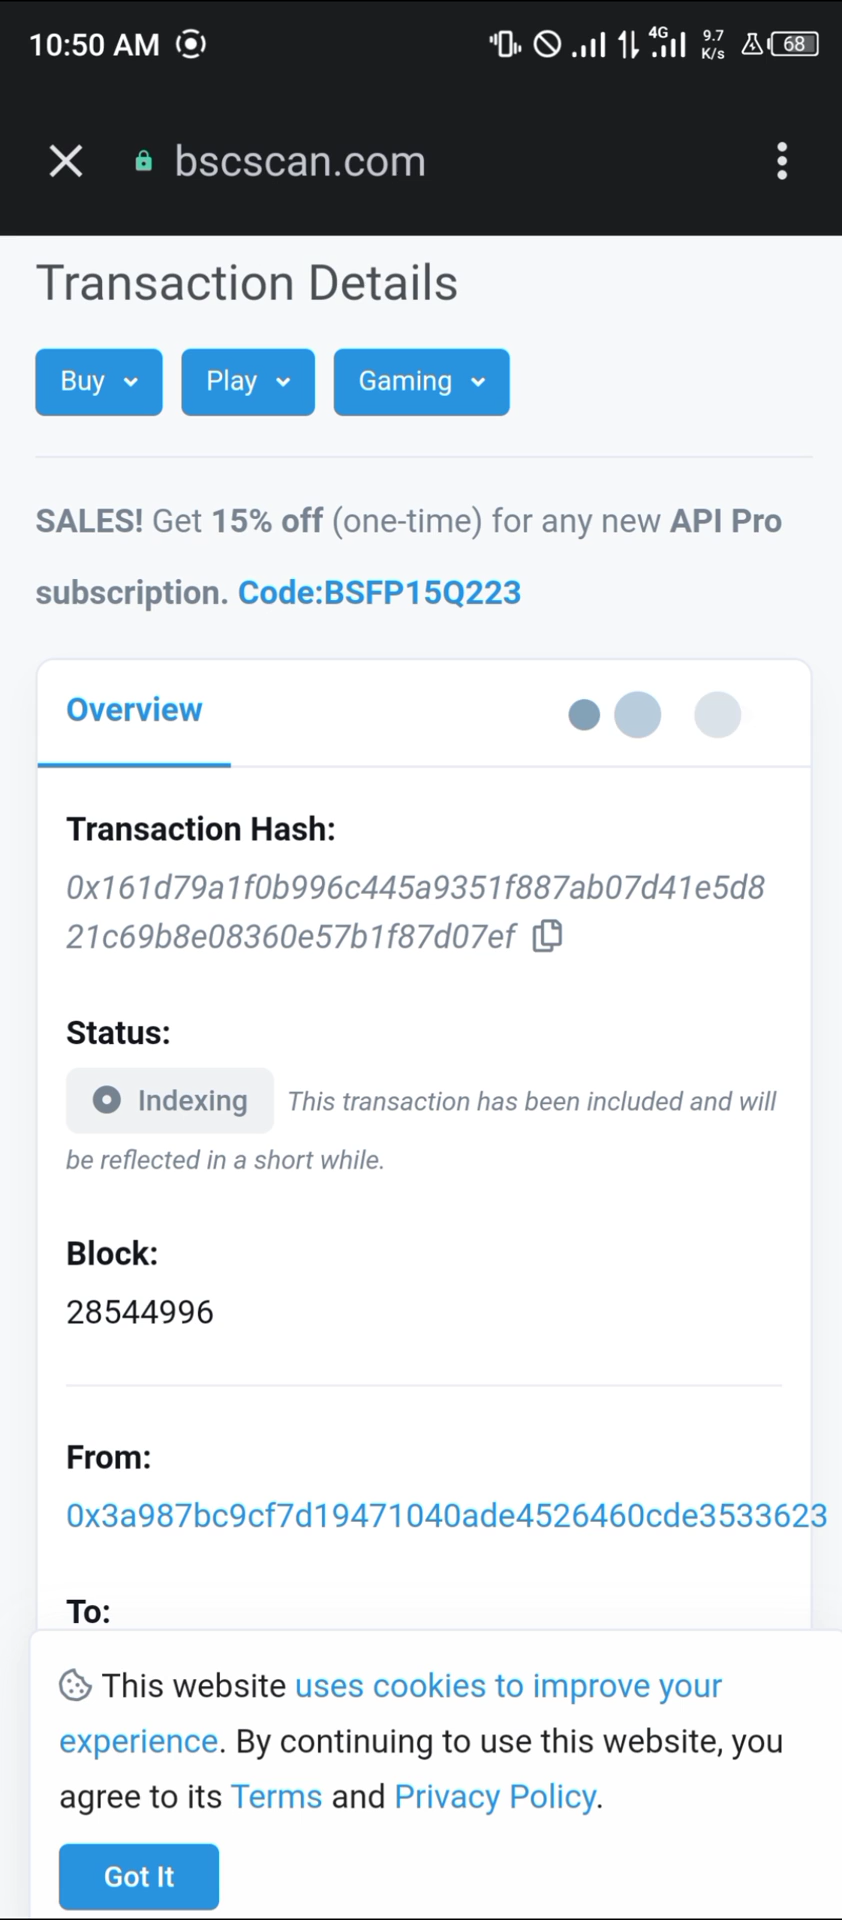 10:50 AM
4G
9.7
K/s
68
bscscan.com
Transaction Details
Buy
Play
Gaming
SALES! Get 15% off (one-time) for any new API Pro
subscription. Code:BSFP15Q223
Overview
Transaction Hash:
0x161d79a1f0b996c445a9351f887ab07d41e5d8
21c69b8e08360e57b1f87d07ef
Status:
Indexing This transaction has been included and will
be reflected in a short while.
Block:
28544996
From:
0x3a987bc9cf7d19471040ade4526460cde3533623
To:
This website uses cookies to improve your
experience. By continuing to use this website, you
agree to its Terms and Privacy Policy.
Got It